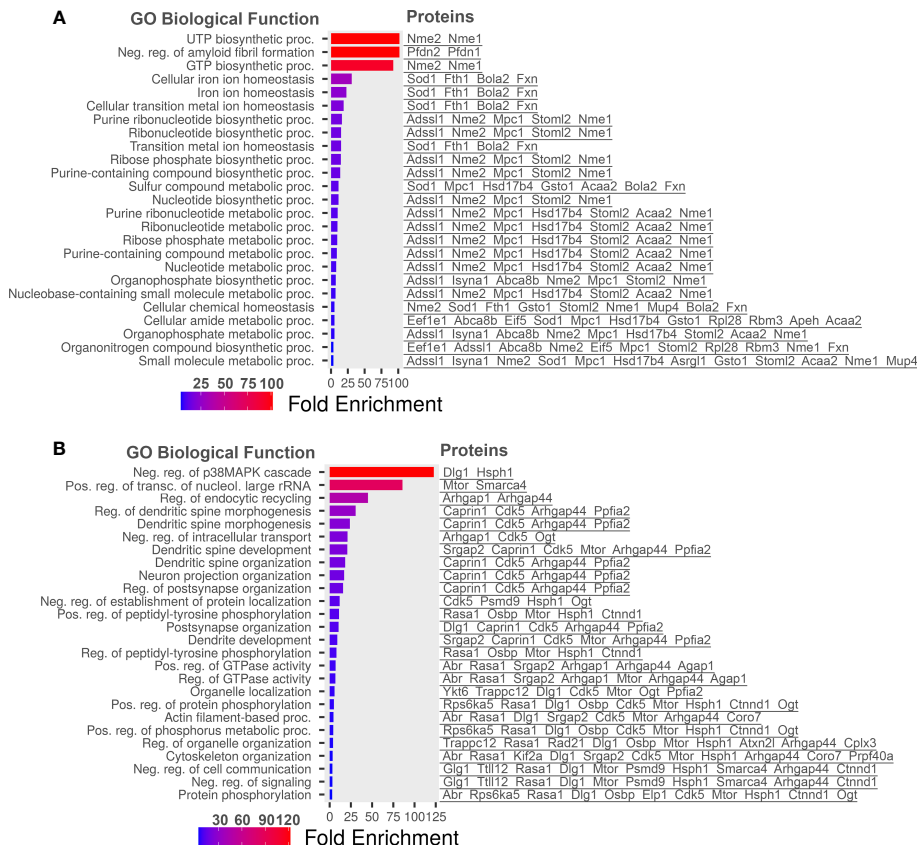 A
GO Biological Function Proteins
UTP biosynthetic proc. Nme2 Nme1
Neg. reg. of amyloid fibril formation Pfdn2 Pfdn1
GTP biosynthetic proc. Nme2 Nme1
Cellular iron ion homeostasis Sod1 Fth1 Bola2 Fxn
Iron ion homeostasis Sod1 Fth1 Bola2 Fxn
Cellular transition metal ion homeostasis Sod1 Fth1 Bola2 Fxn
Purine ribonucleotide biosynthetic proc. Adssl1 Nme2 Mpc1 Stoml2 Nme1
Ribonucleotide biosynthetic proc. Adssl1 Nme2 Mpc1 Stoml2 Nme1
Transition metal ion homeostasis Sod1 Fth1 Bola2 Fxn
Ribose phosphate biosynthetic proc. Adssl1 Nme2 Mpc1 Stoml2 Nme1
Purine-containing compound biosynthetic proc. Adssl1 Nme2 Mpc1 Stoml2 Nme1
Sulfur compound metabolic proc. Sod1 Mpc1 Hsd17b4 Gsto1 Acaa2 Bola2 Fxn
Nucleotide biosynthetic proc. Adssl1 Nme2 Mpc1 Stoml2 Nme1
Purine ribonucleotide metabolic proc. Adssl1 Nme2 Mpc1 Hsd17b4 Stoml2 Acaa2 Nme1
Ribonucleotide metabolic proc. Adssl1 Nme2 Mpc1 Hsd17b4 Stoml2 Acaa2 Nme1
Ribose phosphate metabolic proc. Adssl1 Nme2 Mpc1 Hsd17b4 Stoml2 Acaa2 Nme1
Purine-containing compound metabolic proc. Adssl1 Nme2 Mpc1 Hsd17b4 Stoml2 Acaa2 Nme1
Nucleotide metabolic proc. Adssl1 Nme2 Mpc1 Hsd17b4 Stoml2 Acaa2 Nme1
Organophosphate biosynthetic proc. Adssl1 Isyna1 Abca8b Nme2 Mpc1 Stoml2 Nme1
Nucleobase-containing small molecule metabolic proc. Adssl1 Nme2 Mpc1 Hsd17b4 Stoml2 Acaa2 Nme1
Cellular chemical homeostasis Nme2 Sod1 Fth1 Gsto1 Stoml2 Nme1 Mup4 Bola2 Fxn
Cellular amide metabolic proc. Eef1e1 Abca8b Eif5 Sod1 Mpc1 Hsd17b4 Gsto1 Rpl28 Rbm3 Apeh Acaa2
Organophosphate metabolic proc. Adssl1 Isyna1 Abca8b Nme2 Mpc1 Hsd17b4 Stoml2 Acaa2 Nme1
Organonitrogen compound biosynthetic proc. Eef1e1 Adssl1 Abca8b Nme2 Eif5 Mpc1 Stoml2 Rpl28 Rbm3 Nme1 Fxn
Small molecule metabolic proc. Adssl1 Isyna1 Nme2 Sod1 Mpc1 Hsd17b4 Asrgl1 Gsto1 Stoml2 Acaa2 Nme1 Mup4
0 25 50 75 100
25 50 75 100
Fold Enrichment
B
GO Biological Function Proteins
Neg. reg. of p38MAPK cascade Dlg1 Hsph1
Pos. reg. of transc. of nucleol. large rRNA Mtor Smarca4
Reg. of endocytic recycling Arhgap1 Arhgap44
Reg. of dendritic spine morphogenesis Caprin1 Cdk5 Arhgap44 Ppfia2
Dendritic spine morphogenesis Caprin1 Cdk5 Arhgap44 Ppfia2
Neg. reg. of intracellular transport Arhgap1 Cdk5 Ogt
Dendritic spine development Srgap2 Caprin1 Cdk5 Mtor Arhgap44 Ppfia2
Dendritic spine organization Caprin1 Cdk5 Arhgap44 Ppfia2
Neuron projection organization Caprin1 Cdk5 Arhgap44 Ppfia2
Reg. of postsynapse organization Caprin1 Cdk5 Arhgap44 Ppfia2
Neg. reg. of establishment of protein localization Cdk5 Psmd9 Hsph1 Ogt
Pos. reg. of peptidyl-tyrosine phosphorylation Rasa1 Osbp Mtor Hsph1 Ctnnd1
Postsynapse organization Dlg1 Caprin1 Cdk5 Arhgap44 Ppfia2
Dendrite development Srgap2 Caprin1 Cdk5 Mtor Arhgap44 Ppfia2
Reg. of peptidyl-tyrosine phosphorylation Rasa1 Osbp Mtor Hsph1 Ctnnd1
Pos. reg. of GTPase activity Abr Rasa1 Srgap2 Arhgap1 Arhgap44 Agap1
Reg. of GTPase activity Abr Rasa1 Srgap2 Arhgap1 Mtor Arhgap44 Agap1
Organelle localization Ykt6 Trappc12 Dlg1 Cdk5 Mtor Ogt Ppfia2
Pos. reg. of protein phosphorylation Rps6ka5 Rasa1 Dlg1 Osbp Cdk5 Mtor Hsph1 Ctnnd1 Ogt
Actin filament-based proc. Abr Rasa1 Dlg1 Srgap2 Cdk5 Mtor Arhgap44 Coro7
Pos. reg. of phosphorus metabolic proc. Rps6ka5 Rasa1 Dlg1 Osbp Cdk5 Mtor Hsph1 Ctnnd1 Ogt
Reg. of organelle organization Trappc12 Rasa1 Rad21 Dlg1 Osbp Mtor Hsph1 Atxn2l Arhgap44 Cplx3
Cytoskeleton organization Abr Rasa1 Kif2a Dlg1 Srgap2 Cdk5 Mtor Hsph1 Arhgap44 Coro7 Prpf40a
Neg. reg. of cell communication Glg1 Ttll12 Rasa1 Dlg1 Mtor Psmd9 Hsph1 Smarca4 Arhgap44 Ctnnd1
Neg. reg. of signaling Glg1 Ttll12 Rasa1 Dlg1 Mtor Psmd9 Hsph1 Smarca4 Arhgap44 Ctnnd1
Protein phosphorylation Abr Rps6ka5 Rasa1 Dlg1 Osbp Elp1 Cdk5 Mtor Hsph1 Ctnnd1 Ogt
0 25 50 75 100 125
30 60 90 120
Fold Enrichment